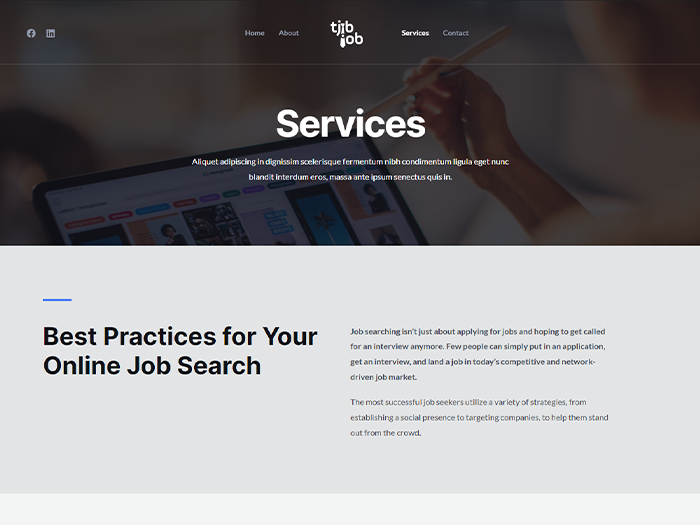 Home About tjib job Services Contact
Services
Aliquet adipiscing in dignissim scelerisque fermentum nibh condimentum ligula eget nunc
blandit interdum eros, massa ante ipsum senectus quis in.
Best Practices for Your
Online Job Search
Job searching isn't just about applying for jobs and hoping to get called
for an interview anymore. Few people can simply put in an application,
get an interview, and land a job in today's competitive and network-
driven job market.
The most successful job seekers utilize a variety of strategies, from
establishing a social presence to targeting companies, to help them stand
out from the crowd.